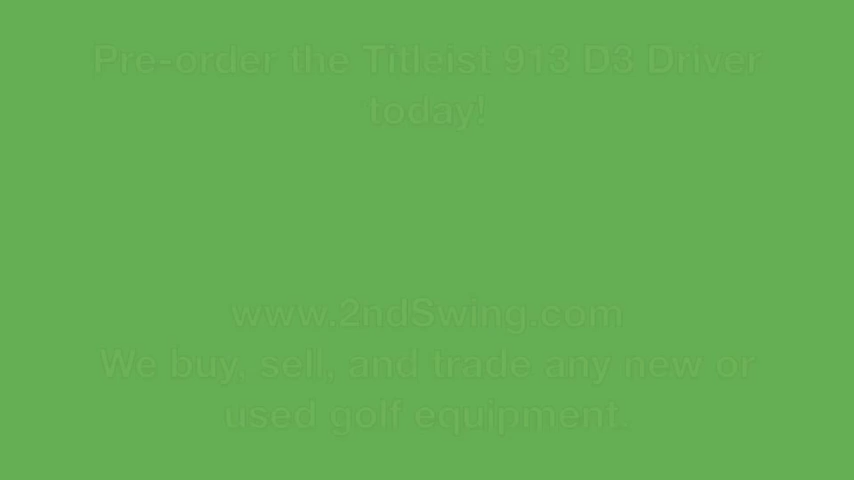 Pre-order the Titleist 913 D3 Driver
today!
www.2ndSwing.com
We buy, sell, and trade any new or
used golf equipment.